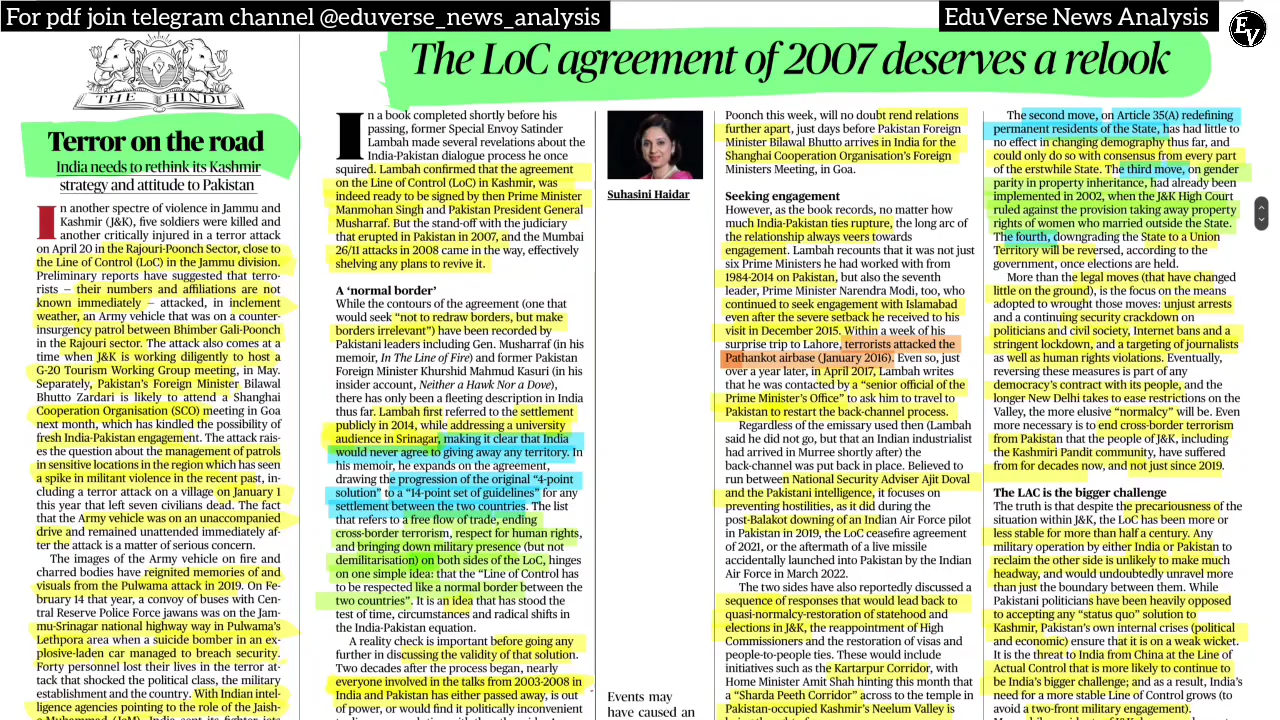 For pdf join telegram channel @eduverse_news_analysis
EduVerse News Analysis
EV
THE HINDU
Terror on the road
India needs to rethink its Kashmir
strategy and attitude to Pakistan
In another spectre of violence in Jammu and
Kashmir (J&K), five soldiers were killed and
another critically injured in a terror attack
on April 20 in the Rajouri-Poonch Sector, close to
the Line of Control (LoC) in the Jammu division.
Preliminary reports have suggested that terro-
rists – their numbers and affiliations are not
known immediately – attacked, in inclement
weather, an Army vehicle that was on a counter-
insurgency patrol between Bhimber Gali-Poonch
in the Rajouri sector. The attack also comes at a
time when J&K is working diligently to host a
G-20 Tourism Working Group meeting, in May.
Separately, Pakistan's Foreign Minister Bilawal
Bhutto Zardari is likely to attend a Shanghai
Cooperation Organisation (SCO) meeting in Goa
next month, which has kindled the possibility of
fresh India-Pakistan engagement. The attack rais-
es the question about the management of patrols
in sensitive locations in the region which has seen
a spike in militant violence in the recent past, in-
cluding a terror attack on a village on January 1
this year that left seven civilians dead. The fact
that the Army vehicle was on an unaccompanied
drive and remained unattended immediately af-
ter the attack is a matter of serious concern.
The images of the Army vehicle on fire and
charred bodies have reignited memories of and
visuals from the Pulwama attack in 2019. On Fe-
bruary 14 that year, a convoy of buses with Cen-
tral Reserve Police Force jawans was on the Jam-
mu-Srinagar national highway way in Pulwama's
Lethpora area when a suicide bomber in an ex-
plosive-laden car managed to breach security.
Forty personnel lost their lives in the terror at-
tack that shocked the political class, the military
establishment and the country. With Indian intel-
ligence agencies pointing to the role of the Jaish-
The LoC agreement of 2007 deserves a relook
In a book completed shortly before his
passing, former Special Envoy Satinder
Lambah made several revelations about the
India-Pakistan dialogue process he once
squired. Lambah confirmed that the agreement
on the Line of Control (LoC) in Kashmir, was
indeed ready to be signed by then Prime Minister
Manmohan Singh and Pakistan President General
Musharraf. But the stand-off with the judiciary
that erupted in Pakistan in 2007, and the Mumbai
26/11 attacks in 2008 came in the way, effectively
shelving any plans to revive it.
A 'normal border'
While the contours of the agreement (one that
would seek "not to redraw borders, but make
borders irrelevant") have been recorded by
Pakistani leaders including Gen. Musharraf (in his
memoir, In The Line of Fire) and former Pakistan
Foreign Minister Khurshid Mahmud Kasuri (in his
insider account, Neither a Hawk Nor a Dove),
there has only been a fleeting description in India
thus far. Lambah first referred to the settlement
publicly in 2014, while addressing a university
audience in Srinagar, making it clear that India
would never agree to giving away any territory. In
his memoir, he expands on the agreement,
drawing the progression of the original "4-point
solution" to a "14-point set of guidelines" for any
settlement between the two countries. The list
that refers to a free flow of trade, ending
cross-border terrorism, respect for human rights,
and bringing down military presence (but not
demilitarisation) on both sides of the LoC, hinges
on one simple idea: that the "Line of Control has
to be respected like a normal border between the
two countries". It is an idea that has stood the
test of time, circumstances and radical shifts in
the India-Pakistan equation.
A reality check is important before going any
further in discussing the validity of that solution.
Two decades after the process began, nearly
everyone involved in the talks from 2003-2008 in
India and Pakistan has either passed away, is out
of power, or would find it politically inconvenient
Suhasini Haidar
Events may
have caused an
Poonch this week, will no doubt rend relations
further apart, just days before Pakistan Foreign
Minister Bilawal Bhutto arrives in India for the
Shanghai Cooperation Organisation's Foreign
Ministers Meeting, in Goa.
Seeking engagement
However, as the book records, no matter how
much India-Pakistan ties rupture, the long arc of
the relationship always veers towards
engagement. Lambah recounts that it was not just
six Prime Ministers he had worked with from
1984-2014 on Pakistan, but also the seventh
leader, Prime Minister Narendra Modi, too, who
continued to seek engagement with Islamabad
even after the severe setback he received to his
visit in December 2015. Within a week of his
surprise trip to Lahore, terrorists attacked the
Pathankot airbase (January 2016). Even so, just
over a year later, in April 2017, Lambah writes
that he was contacted by a "senior official of the
Prime Minister's Office" to ask him to travel to
Pakistan to restart the back-channel process.
Regardless of the emissary used then (Lambah
said he did not go, but that an Indian industrialist
had arrived in Murree shortly after) the
back-channel was put back in place. Believed to
run between National Security Adviser Ajit Doval
and the Pakistani intelligence, it focuses on
preventing hostilities, as it did during the
post-Balakot downing of an Indian Air Force pilot
in Pakistan in 2019, the LoC ceasefire agreement
of 2021, or the aftermath of a live missile
accidentally launched into Pakistan by the Indian
Air Force in March 2022.
The two sides have also reportedly discussed a
sequence of responses that would lead back to
quasi-normalcy-restoration of statehood and
elections in J&K, the reappointment of High
Commissioners and the restoration of visas and
people-to-people ties. These would include
initiatives such as the Kartarpur Corridor, with
Home Minister Amit Shah hinting this month that
a "Sharda Peeth Corridor" across to the temple in
Pakistan-occupied Kashmir's Neelum Valley is
The second move, on Article 35(A) redefining
permanent residents of the State, has had little to
no effect in changing demography thus far, and
could only do so with consensus from every part
of the erstwhile State. The third move, on gender
parity in property inheritance, had already been
implemented in 2002, when the J&K High Court
ruled against the provision taking away property
rights of women who married outside the State.
The fourth, downgrading the State to a Union
Territory will be reversed, according to the
government, once elections are held.
More than the legal moves (that have changed
little on the ground), is the focus on the means
adopted to wrought those moves: unjust arrests
and a continuing security crackdown on
politicians and civil society, Internet bans and a
stringent lockdown, and a targeting of journalists
as well as human rights violations. Eventually,
reversing these measures is part of any
democracy's contract with its people, and the
longer New Delhi takes to ease restrictions on the
Valley, the more elusive "normalcy" will be. Even
more necessary is to end cross-border terrorism
from Pakistan that the people of J&K, including
the Kashmiri Pandit community, have suffered
from for decades now, and not just since 2019.
The LAC is the bigger challenge
The truth is that despite the precariousness of the
situation within J&K, the LoC has been more or
less stable for more than half a century. Any
military operation by either India or Pakistan to
reclaim the other side is unlikely to make much
headway, and would undoubtedly unravel more
than just the boundary between them. While
Pakistani politicians have been heavily opposed
to accepting any "status quo" solution to
Kashmir, Pakistan's own internal crises (political
and economic) ensure that it is on a weak wicket.
It is the threat to India from China at the Line of
Actual Control that is more likely to continue to
be India's bigger challenge; and as a result, India's
need for a more stable Line of Control grows (to
avoid a two-front military engagement).